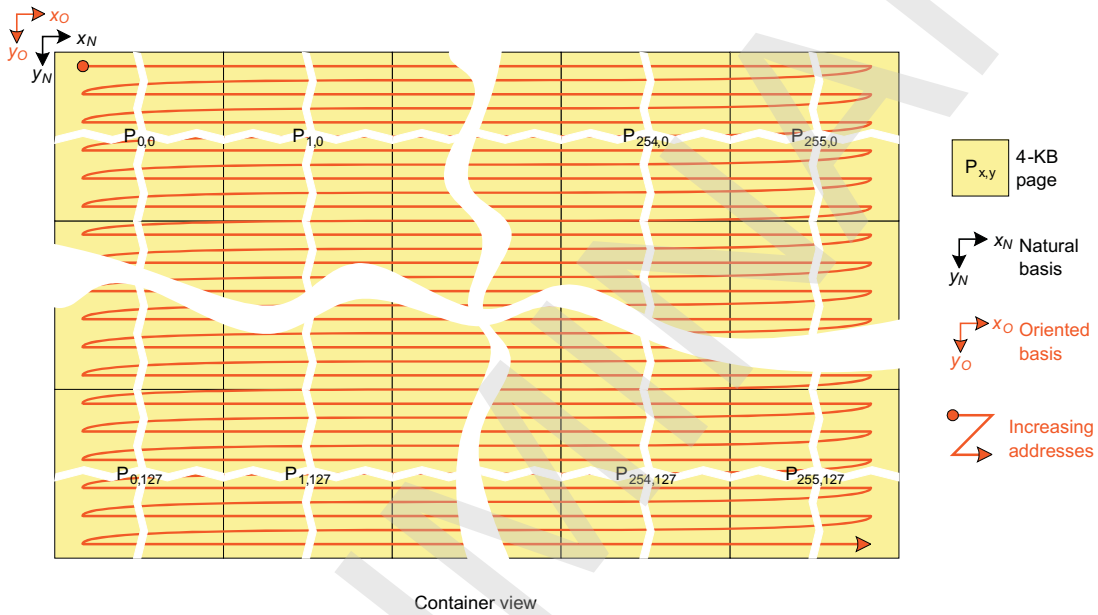 x_O
x_N
y_O
y_N
P_0,0 P_1,0 P_254,0 P_255,0
P_x,y 4-KB
page
x_N Natural
y_N basis
x_O Oriented
y_O basis
Increasing
addresses
P_0,127 P_1,127 P_254,127 P_255,127
Container view